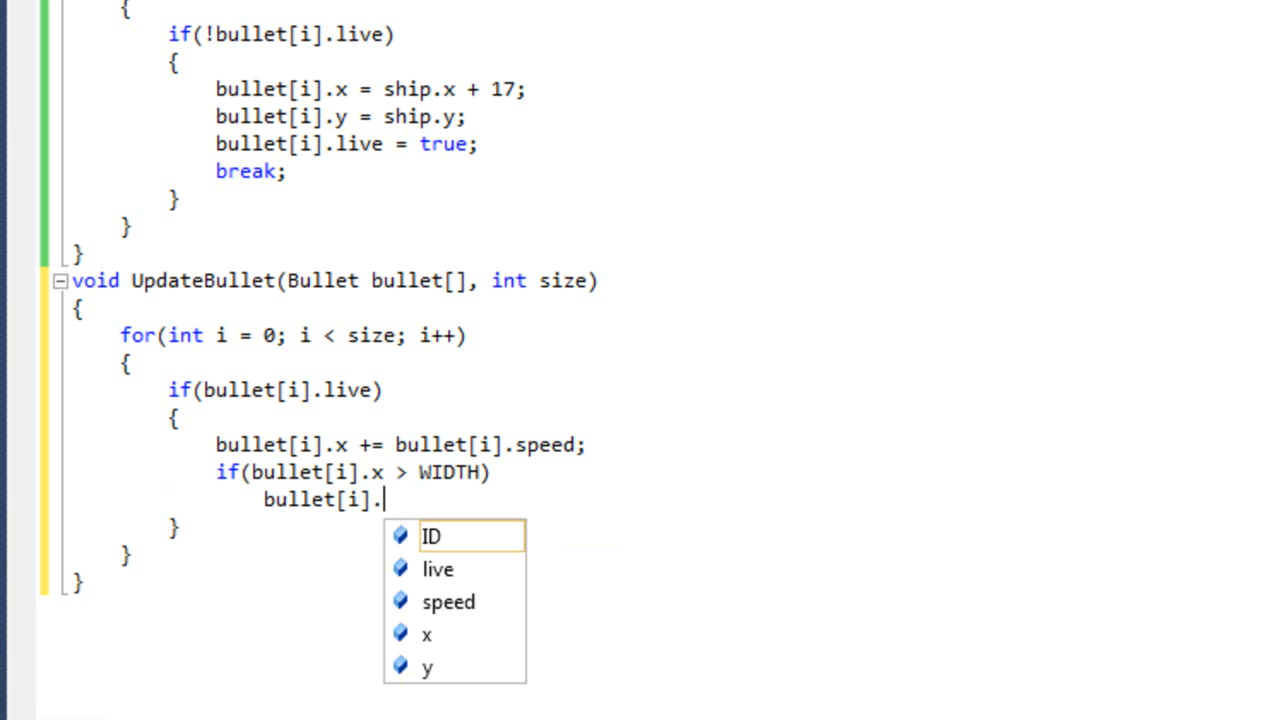 {
if(!bullet[i].live)
{
bullet[i].x = ship.x + 17;
bullet[i].y = ship.y;
bullet[i].live = true;
break;
}
}
}
void UpdateBullet(Bullet bullet[], int size)
{
for(int i = 0; i < size; i++)
{
if(bullet[i].live)
{
bullet[i].x += bullet[i].speed;
if(bullet[i].x > WIDTH)
bullet[i].
}
}
}
ID
live
speed
x
y